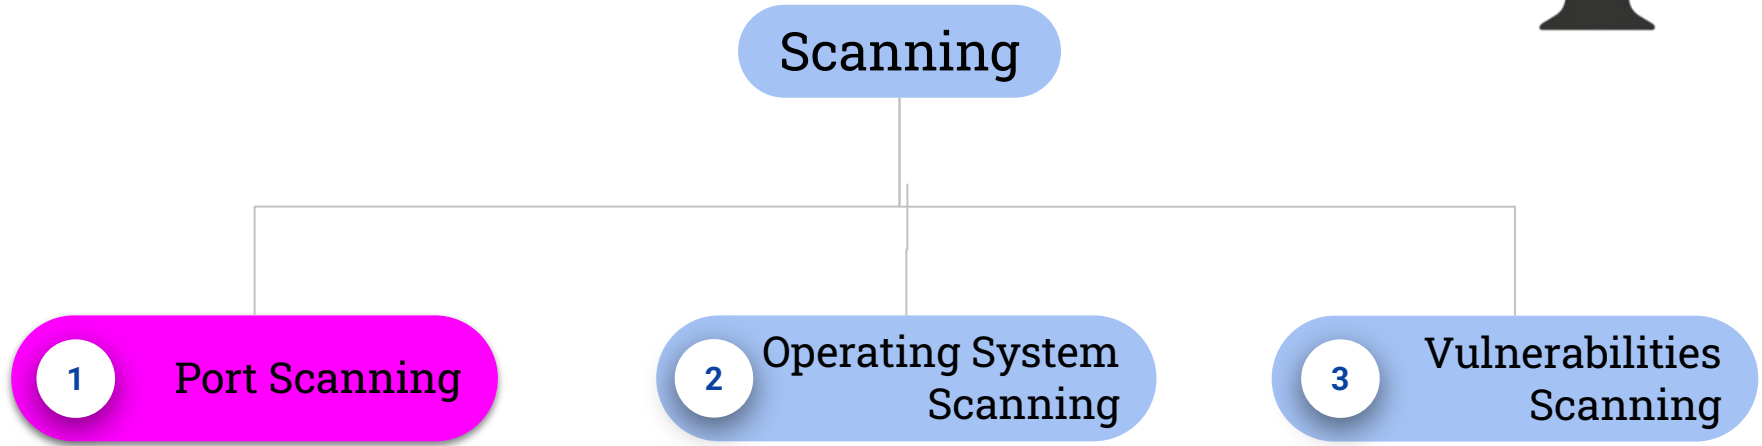 Scanning
1
Port Scanning
2
Operating System
Scanning
3
Vulnerabilities
Scanning